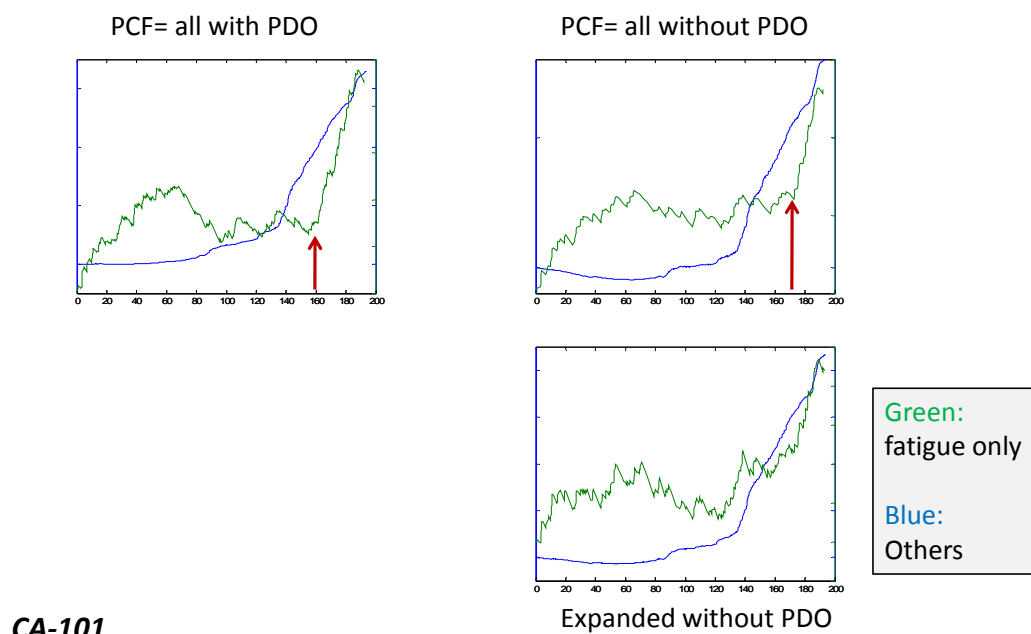 PCF= all with PDO
PCF= all without PDO
0 20 40 60 80 100 120 140 160 180 200
0 20 40 60 80 100 120 140 160 180 200
Green:
fatigue only
Blue:
Others
0 20 40 60 80 100 120 140 160 180 200
Expanded without PDO
CA-101